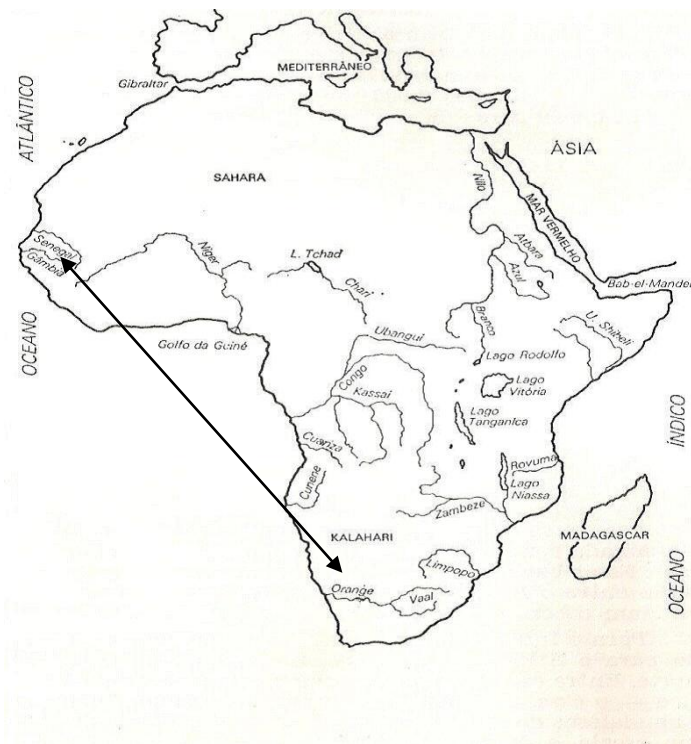 MEDITERRÂNEO
Gibraltar
ATLÂNTICO
ÁSIA
SAHARA
Nilo
MAR VERMELHO
Senegal
Gâmbia
Níger
L. Tchad
Chari
Atbara
Azul
Bab-el-Mandeb
OCEANO
Golfo da Guiné
Ubangui
Branco
U. Shibeli
Lago Rodolfo
Congo
Kassai
Lago
Vitória
Lago
Tanganica
ÍNDICO
Cuanza
Rovuma
Cunene
Lago
Niassa
Zambeze
KALAHARI
MADAGASCAR
Limpopo
Orange
Vaal
OCEANO